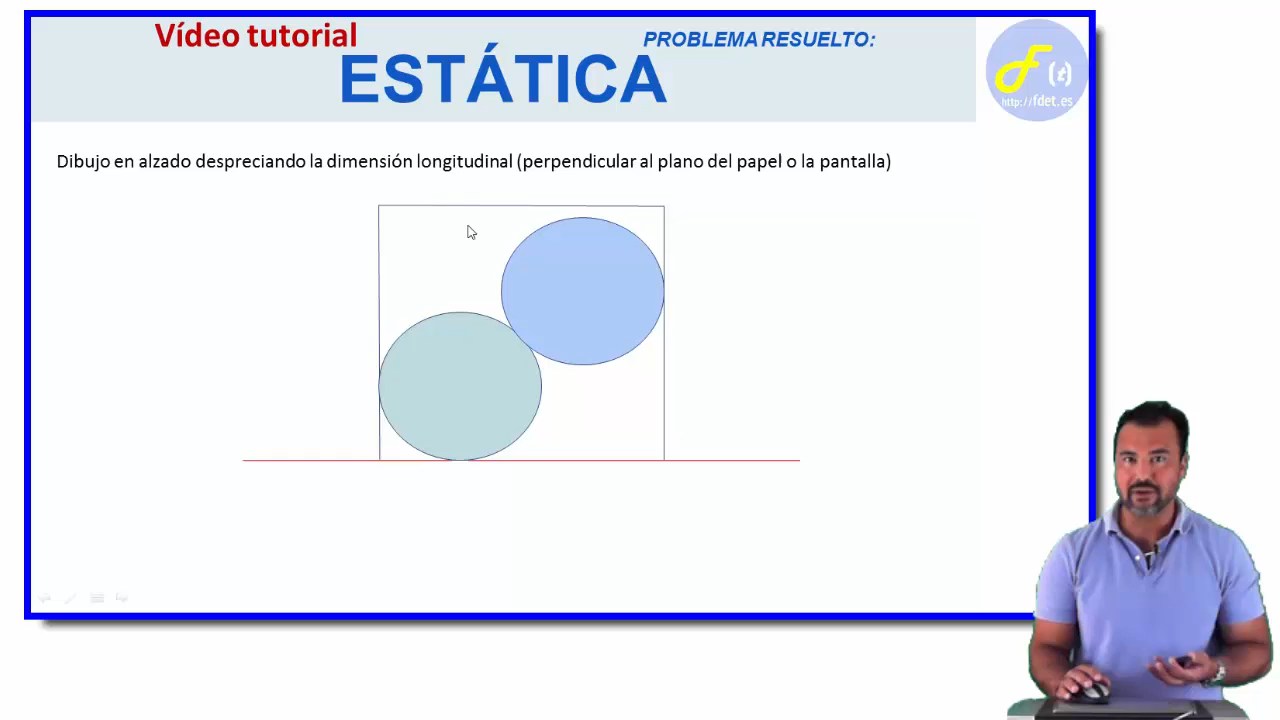 Vídeo tutorial
PROBLEMA RESUELTO:
ESTÁTICA
F(t)
http://fdet.es
Dibujo en alzado despreciando la dimensión longitudinal (perpendicular al plano del papel o la pantalla)